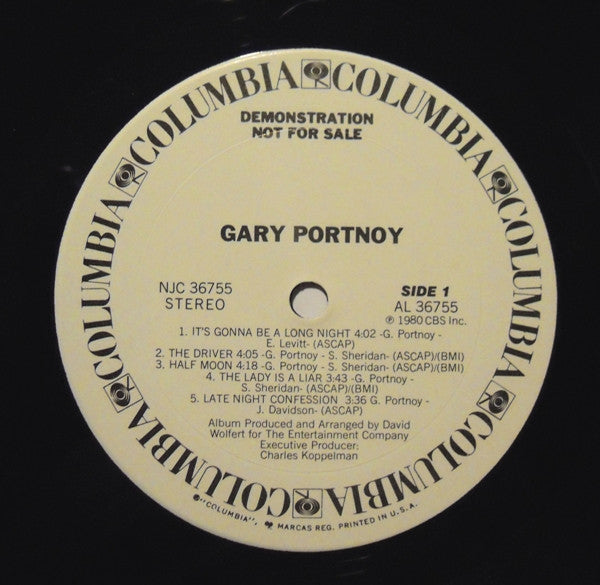 COLUMBIA COLUMBIA COLUMBIA COLUMBIA COLUMBIA COLUMBIA COLUMBIA COLUMBIA
DEMONSTRATION
NOT FOR SALE
GARY PORTNOY
NJC 36755
STEREO
SIDE 1
AL 36755
℗ 1980 CBS Inc.
1. IT'S GONNA BE A LONG NIGHT 4:02 -G. Portnoy -
E. Levitt- (ASCAP)
2. THE DRIVER 4:05 -G. Portnoy - S. Sheridan- (ASCAP)/(BMI)
3. HALF MOON 4:18 -G. Portnoy - S. Sheridan- (ASCAP)/(BMI)
4. THE LADY IS A LIAR 3:43 -G. Portnoy -
S. Sheridan- (ASCAP)/(BMI)
5. LATE NIGHT CONFESSION 3:36 G. Portnoy -
J. Davidson- (ASCAP)
Album Produced and Arranged by David
Wolfert for The Entertainment Company
Executive Producer:
Charles Koppelman
® "COLUMBIA", MARCAS REG. PRINTED IN U.S.A.